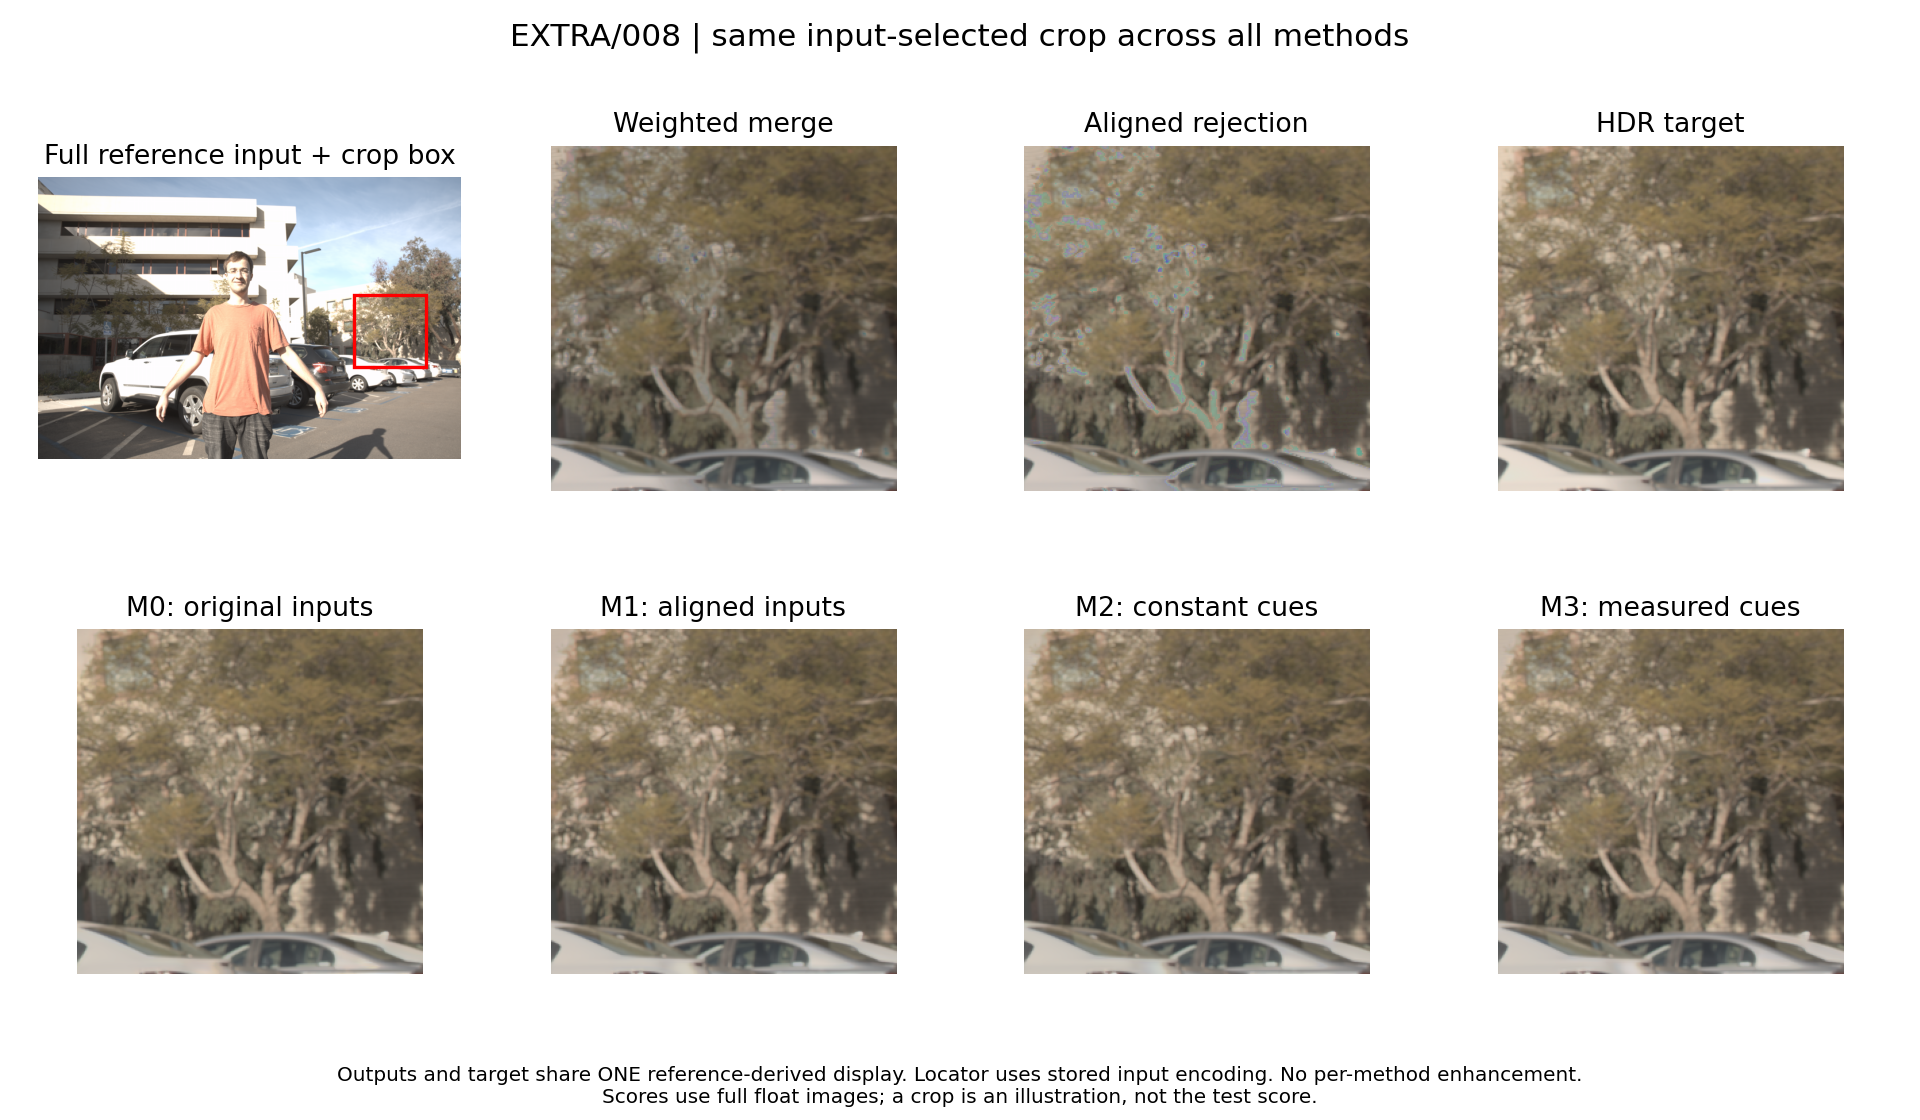 EXTRA/008 | same input-selected crop across all methods
Full reference input + crop box
Weighted merge
Aligned rejection
HDR target
M0: original inputs
M1: aligned inputs
M2: constant cues
M3: measured cues
Outputs and target share ONE reference-derived display. Locator uses stored input encoding. No per-method enhancement.
Scores use full float images; a crop is an illustration, not the test score.